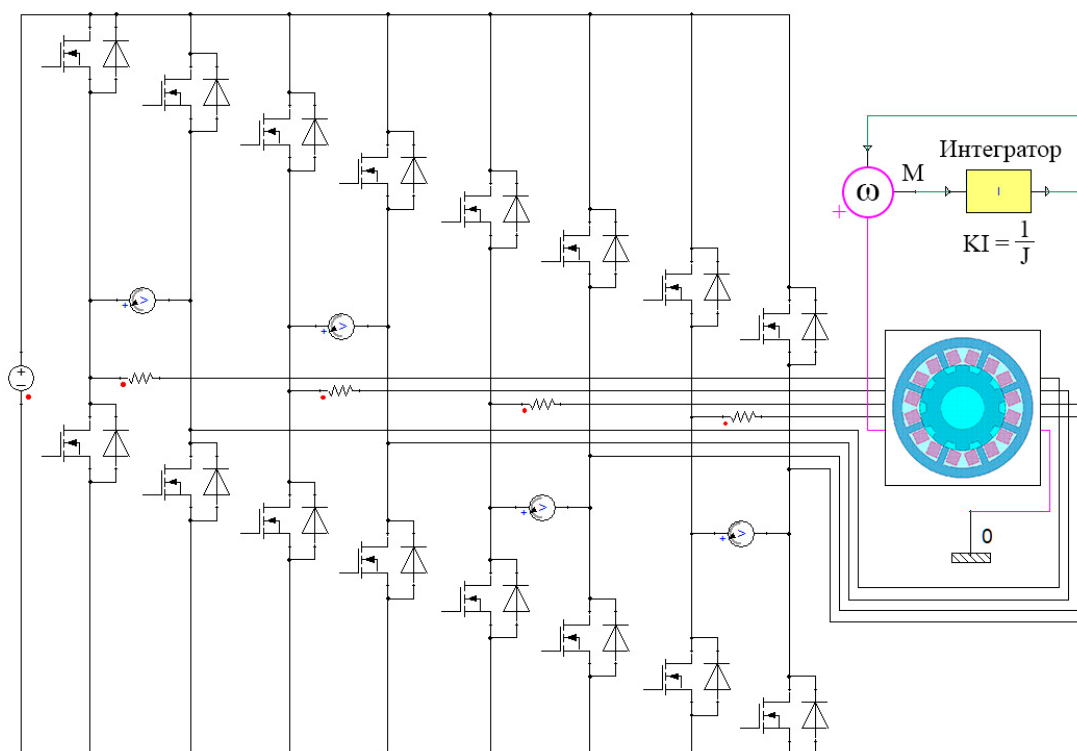 Интегратор
ω
M
I
KI = 1/J
+
−
+ V
+ V
+ V
+ V
+
0